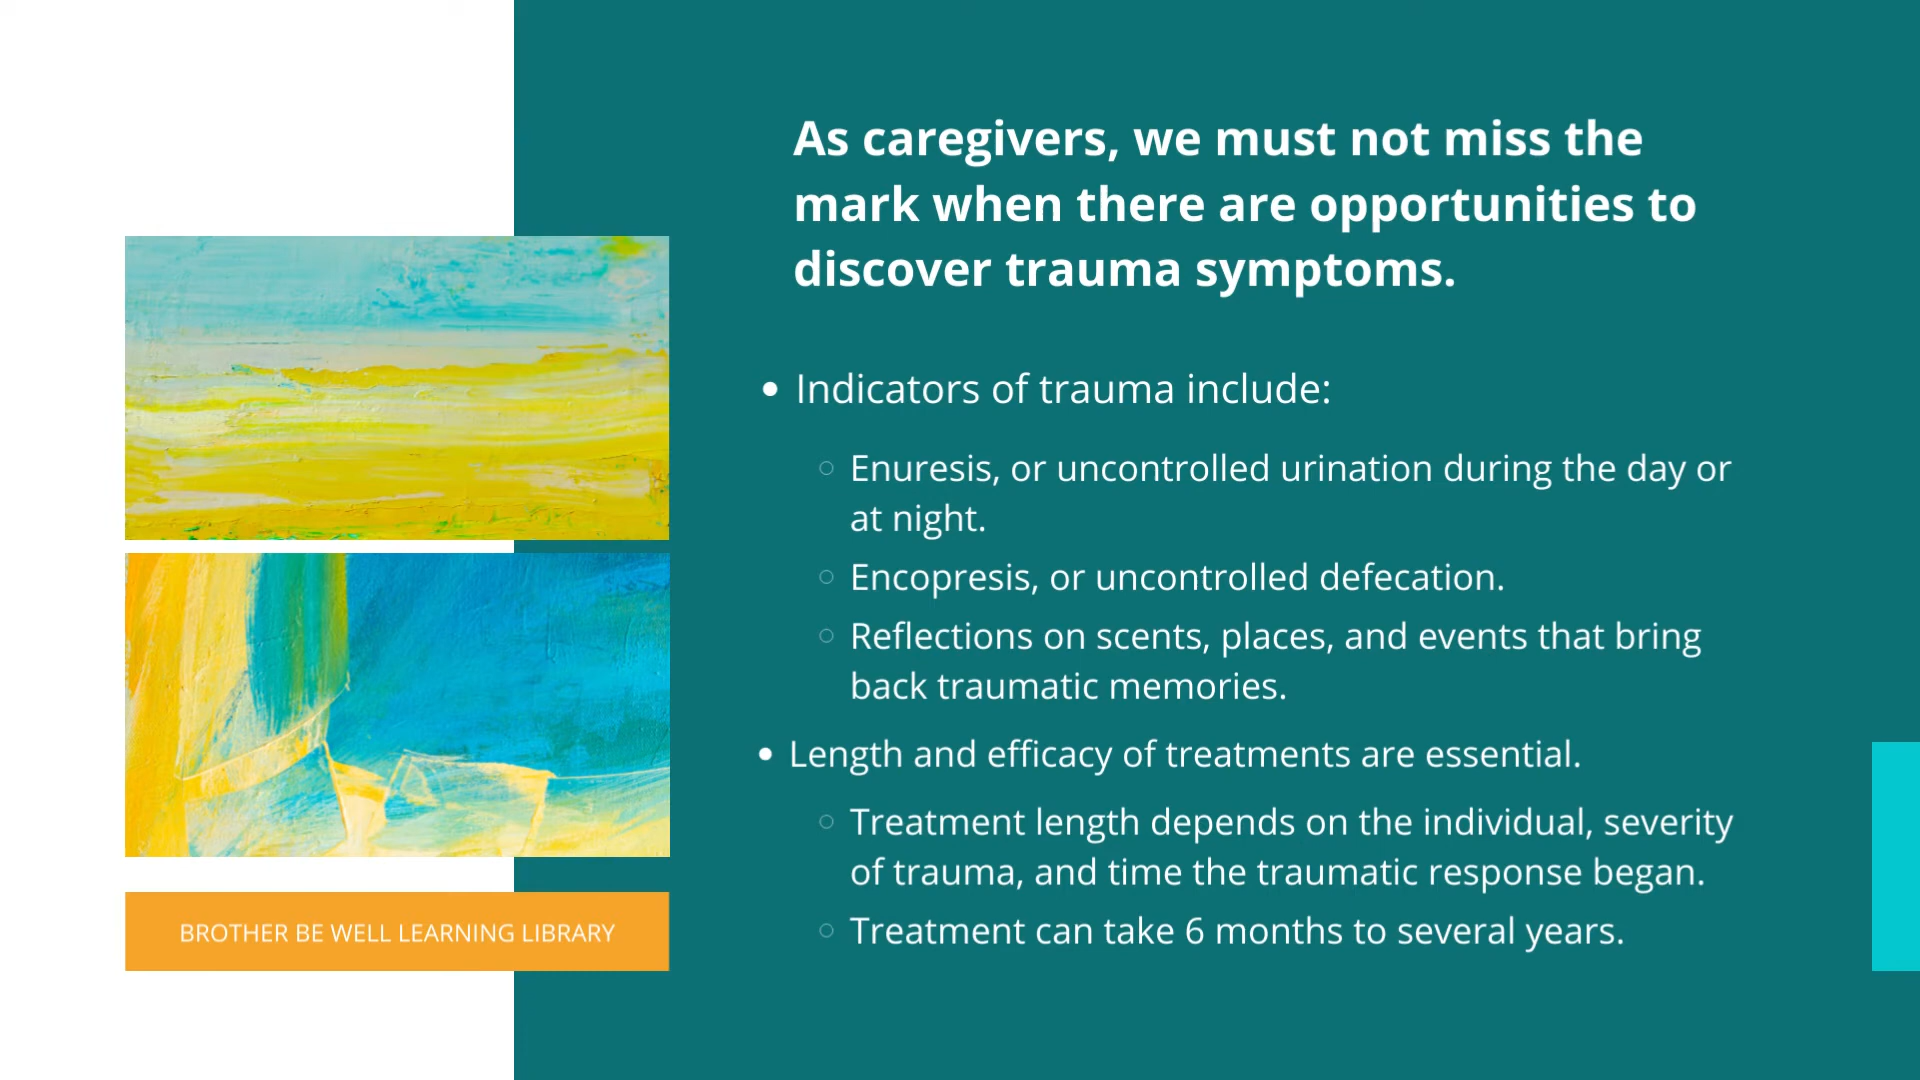 As caregivers, we must not miss the
mark when there are opportunities to
discover trauma symptoms.
• Indicators of trauma include:
○ Enuresis, or uncontrolled urination during the day or
at night.
○ Encopresis, or uncontrolled defecation.
○ Reflections on scents, places, and events that bring
back traumatic memories.
• Length and efficacy of treatments are essential.
○ Treatment length depends on the individual, severity
of trauma, and time the traumatic response began.
○ Treatment can take 6 months to several years.
BROTHER BE WELL LEARNING LIBRARY